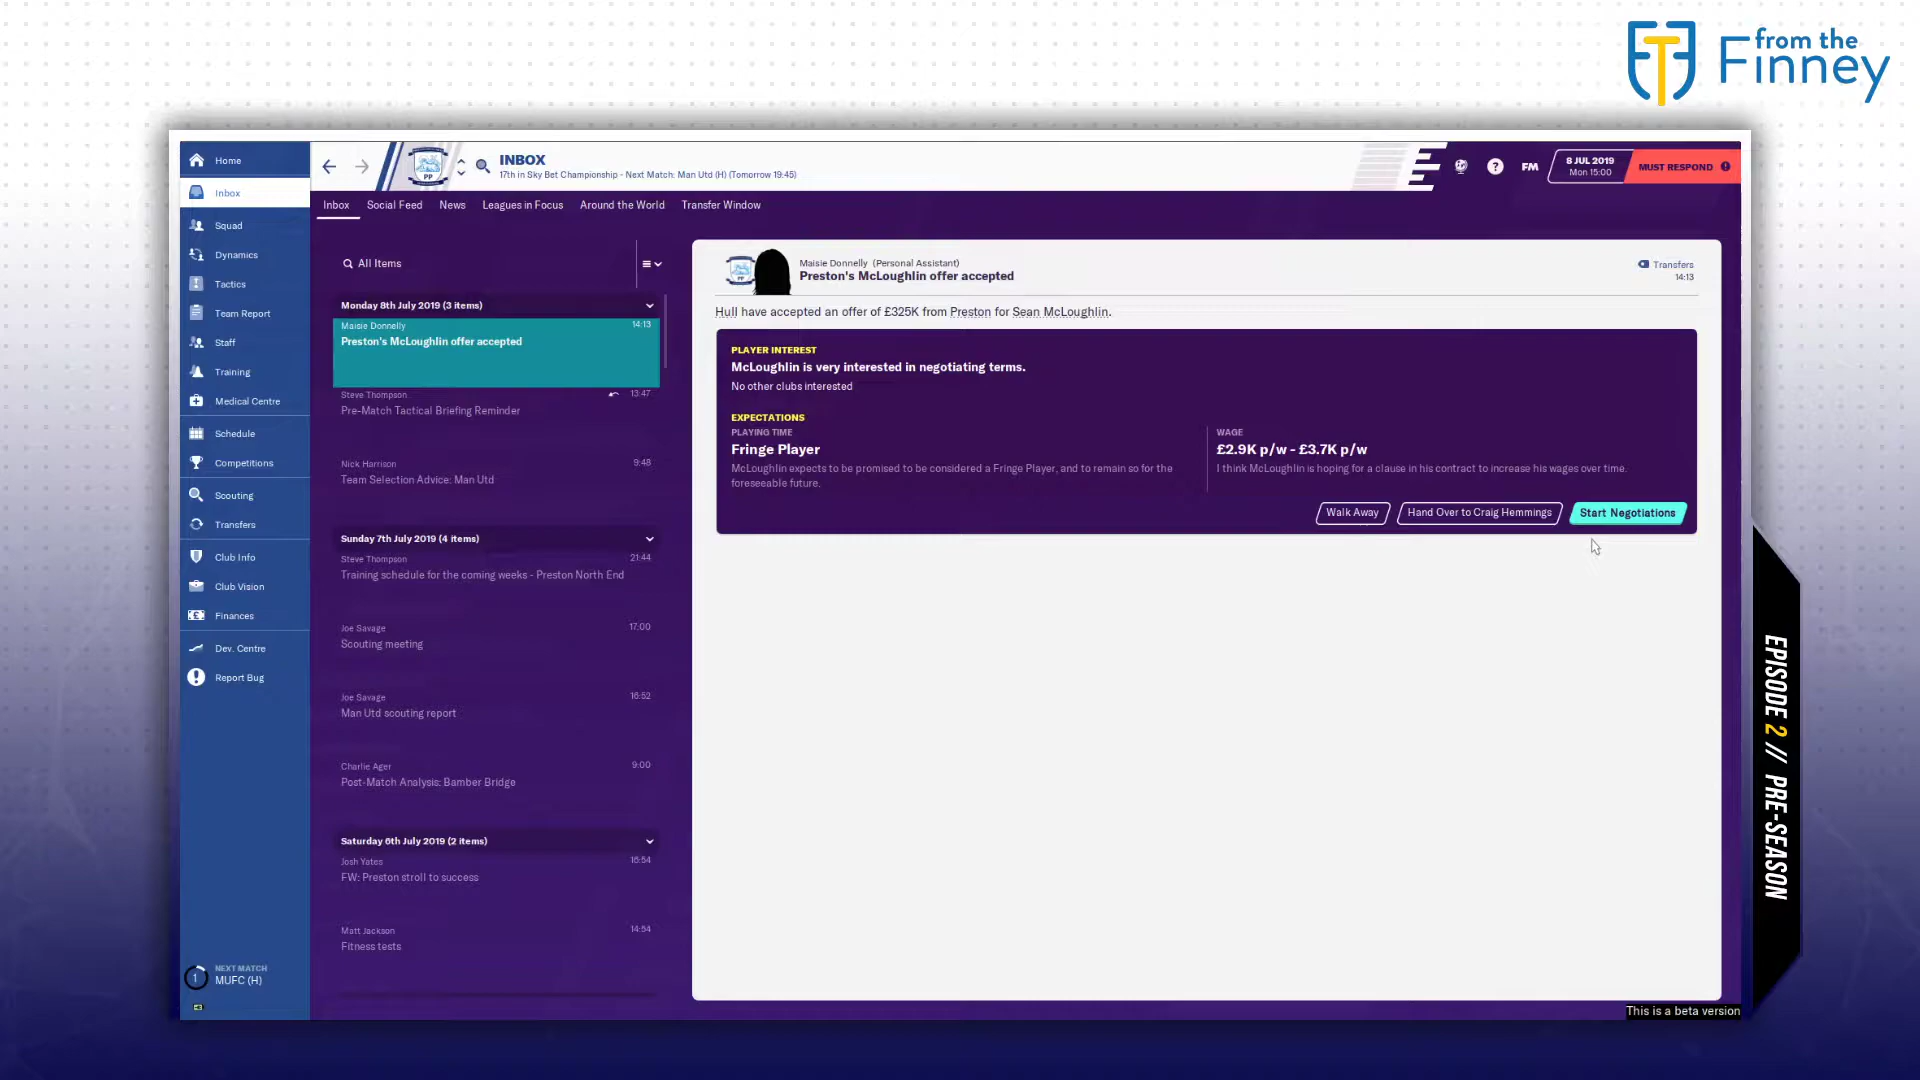 from the
Finney
Home
Inbox
Squad
Dynamics
Tactics
Team Report
Staff
Training
Medical Centre
Schedule
Competitions
Scouting
Transfers
Club Info
Club Vision
Finances
Dev. Centre
Report Bug
1
NEXT MATCH
MUFC (H)
PP
INBOX
17th in Sky Bet Championship - Next Match: Man Utd (H) (Tomorrow 19:45)
?
FM
8 JUL 2019
Mon 15:00
MUST RESPOND
Inbox
Social Feed
News
Leagues in Focus
Around the World
Transfer Window
All Items
Monday 8th July 2019 (3 items)
Maisie Donnelly
14:13
Preston's McLoughlin offer accepted
Steve Thompson
13:47
Pre-Match Tactical Briefing Reminder
Nick Harrison
9:48
Team Selection Advice: Man Utd
Sunday 7th July 2019 (4 items)
Steve Thompson
21:44
Training schedule for the coming weeks - Preston North End
Joe Savage
17:00
Scouting meeting
Joe Savage
16:52
Man Utd scouting report
Charlie Ager
9:00
Post-Match Analysis: Bamber Bridge
Saturday 6th July 2019 (2 items)
Josh Yates
16:54
FW: Preston stroll to success
Matt Jackson
14:54
Fitness tests
Maisie Donnelly (Personal Assistant)
Preston's McLoughlin offer accepted
Transfers
14:13
Hull have accepted an offer of £325K from Preston for Sean McLoughlin.
PLAYER INTEREST
McLoughlin is very interested in negotiating terms.
No other clubs interested
EXPECTATIONS
PLAYING TIME
Fringe Player
McLoughlin expects to be promised to be considered a Fringe Player, and to remain so for the
foreseeable future.
WAGE
£2.9K p/w - £3.7K p/w
I think McLoughlin is hoping for a clause in his contract to increase his wages over time.
Walk Away
Hand Over to Craig Hemmings
Start Negotiations
EPISODE 2 // PRE-SEASON
This is a beta version